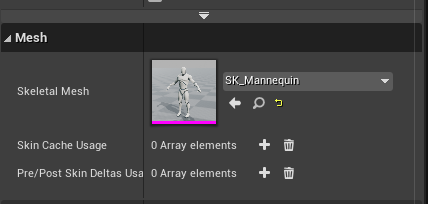 Mesh
Skeletal Mesh
SK_Mannequin
Skin Cache Usage 0 Array elements
Pre/Post Skin Deltas Usa 0 Array elements